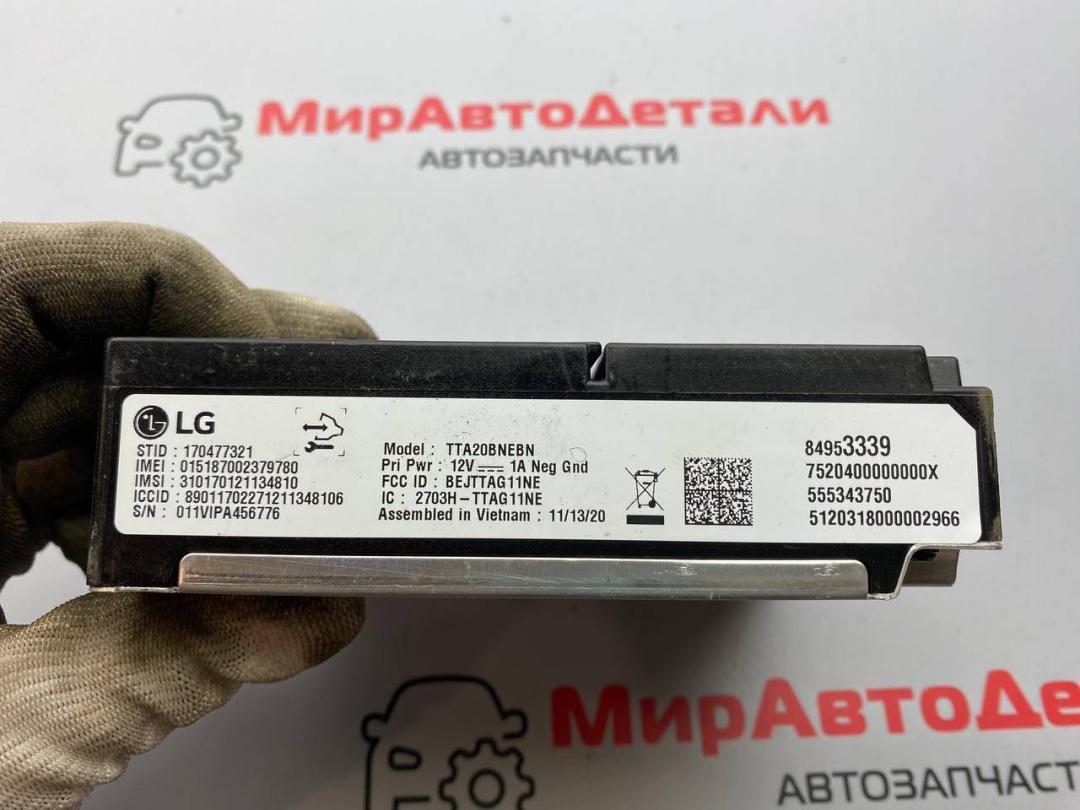 МирАвтоДетали
АВТОЗАПЧАСТИ
LG
STID : 170477321
IMEI : 015187002379780
IMSI : 310170121134810
ICCID : 89011702271211348106
S/N : 011VIPA456776
Model : TTA20BNEBN
Pri Pwr : 12V 1A Neg Gnd
FCC ID : BEJTTAG11NE
IC : 2703H-TTAG11NE
Assembled in Vietnam : 11/13/20
84953339
7520400000000X
555343750
5120318000002966
МирАвтоДе
АВТОЗАПЧАСТ